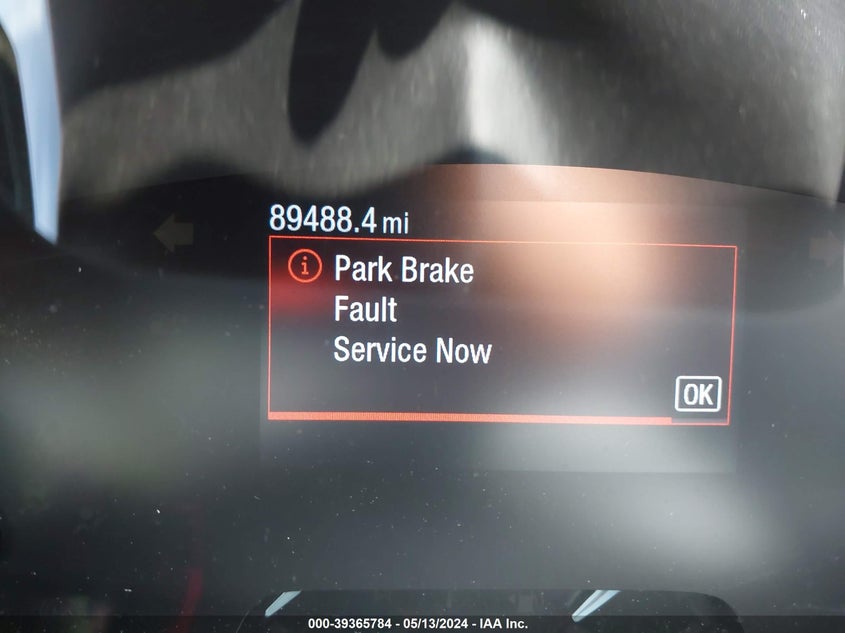 89488.4 mi
Park Brake
Fault
Service Now
OK
000-39365784 - 05/13/2024 - IAA Inc.